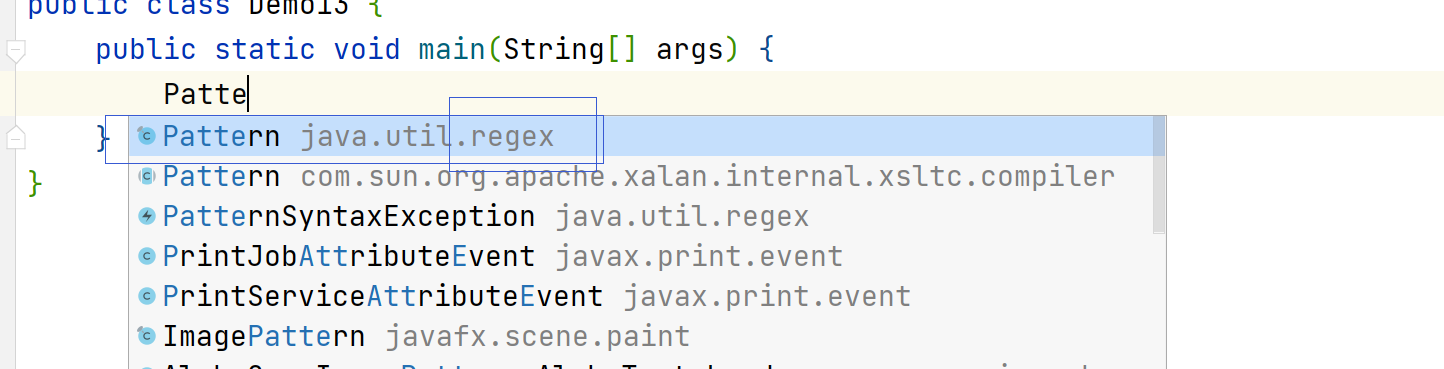 public class Demo13 {
public static void main(String[] args) {
Patte
}
Pattern java.util.regex
Pattern com.sun.org.apache.xalan.internal.xsltc.compiler
}
PatternSyntaxException java.util.regex
PrintJobAttributeEvent javax.print.event
PrintServiceAttributeEvent javax.print.event
ImagePattern javafx.scene.paint